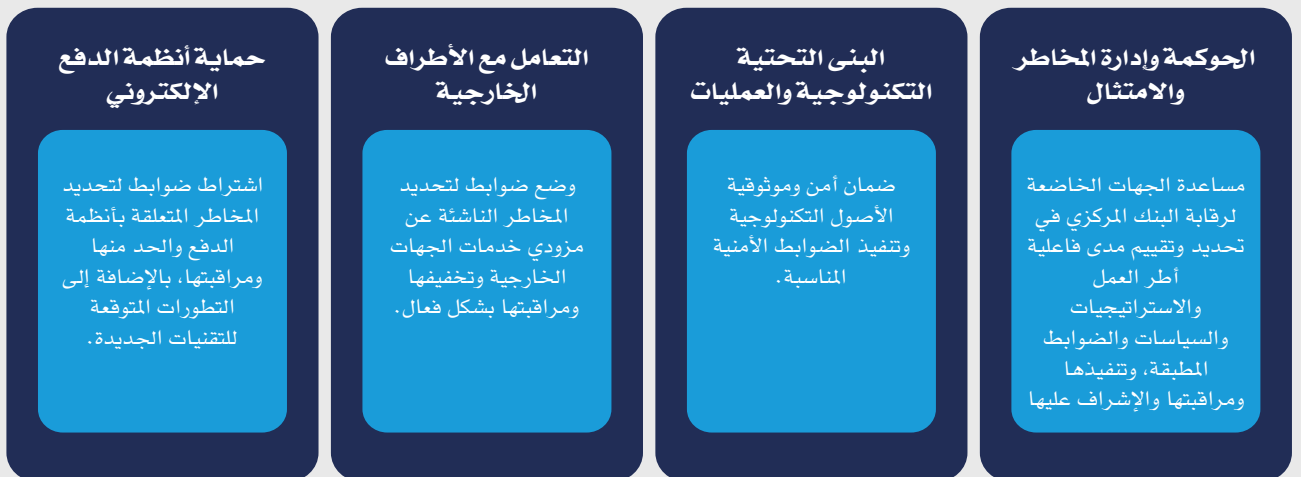 الحوكمة وإدارة المخاطر
والامتثال
مساعدة الجهات الخاضعة
لرقابة البنك المركزي في
تحديد وتقييم مدى فاعلية
أطر العمل
والاستراتيجيات
والسياسات والضوابط
المطبقة، وتنفيذها
ومراقبتها والإشراف عليها
البنى التحتية
التكنولوجية والعمليات
ضمان أمن وموثوقية
الأصول التكنولوجية
وتنفيذ الضوابط الأمنية
المناسبة.
التعامل مع الأطراف
الخارجية
وضع ضوابط لتحديد
المخاطر الناشئة عن
مزودي خدمات الجهات
الخارجية وتخفيفها
ومراقبتها بشكل فعال.
حماية أنظمة الدفع
الإلكتروني
اشتراط ضوابط لتحديد
المخاطر المتعلقة بأنظمة
الدفع والحد منها
ومراقبتها، بالإضافة إلى
التطورات المتوقعة
للتقنيات الجديدة.